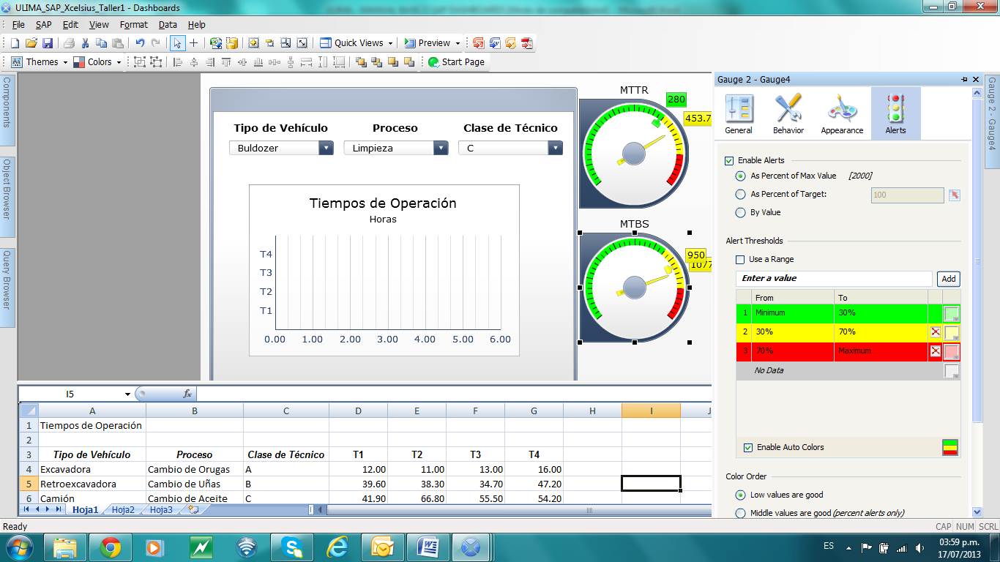 ULIMA_SAP_Xcelsius_Taller1 - Dashboards
File SAP Edit View Format Data Help
Quick Views Preview
Themes Colors Start Page
Components
Object Browser
Query Browser
Tipo de Vehículo Proceso Clase de Técnico
Buldozer Limpieza C
Tiempos de Operación
Horas
T4
T3
T2
T1
0.00 1.00 2.00 3.00 4.00 5.00 6.00
MTTR
280
453.7
MTBS
950
1077
Gauge 2 - Gauge4
General Behavior Appearance Alerts
Enable Alerts
As Percent of Max Value [2000]
As Percent of Target: 100
By Value
Alert Thresholds
Use a Range
Enter a value Add
From To
1 Minimum 30%
2 30% 70%
3 70% Maximum
No Data
Enable Auto Colors
Color Order
Low values are good
Middle values are good (percent alerts only)
Gauge 2 - Gauge4
I5 fx
A B C D E F G H I J
1 Tiempos de Operación
2
3 Tipo de Vehículo Proceso Clase de Técnico T1 T2 T3 T4
4 Excavadora Cambio de Orugas A 12.00 11.00 13.00 16.00
5 Retroexcavadora Cambio de Uñas B 39.60 38.30 34.70 47.20
6 Camión Cambio de Aceite C 41.90 66.80 55.50 54.20
Hoja1 Hoja2 Hoja3
Ready CAP NUM SCRL
ES 03:59 p.m.
17/07/2013